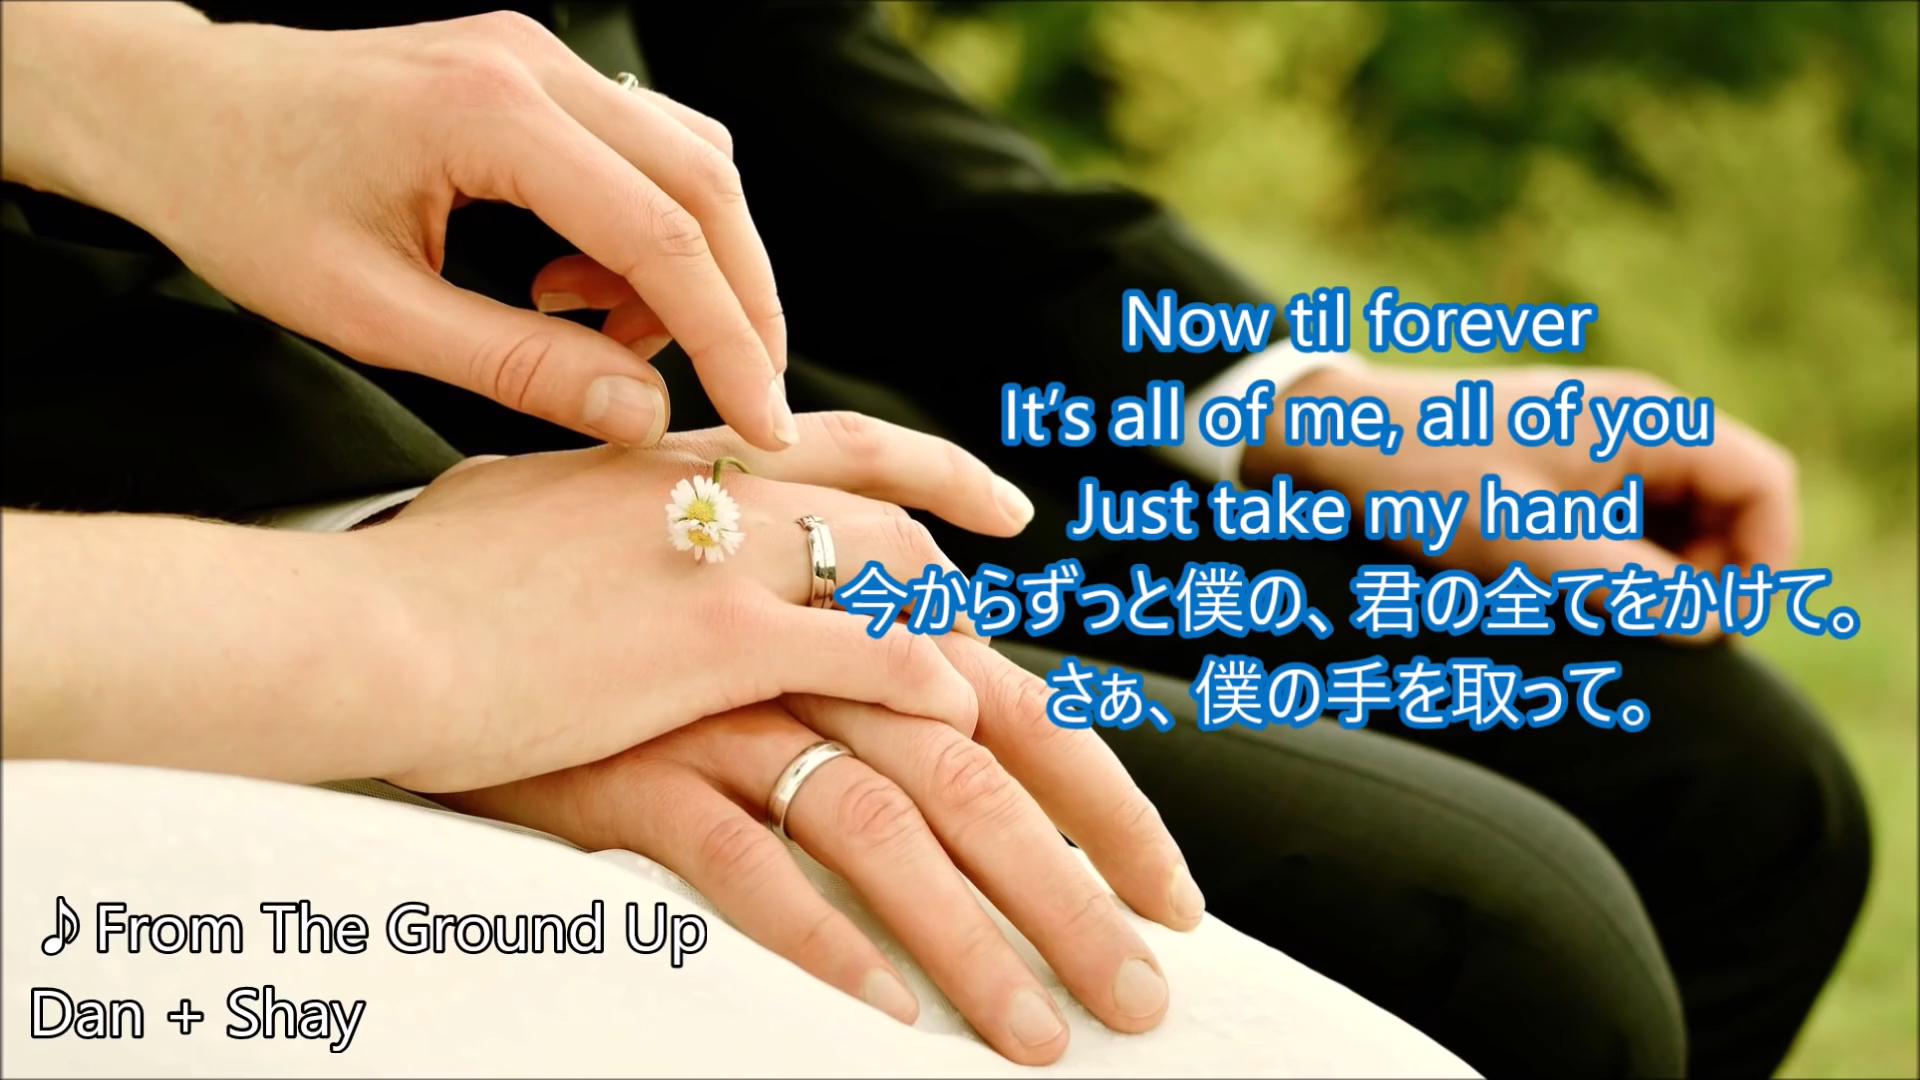 Now til forever
It's all of me, all of you
Just take my hand
今からずっと僕の、君の全てをかけて。
さぁ、僕の手を取って。
♪From The Ground Up
Dan + Shay